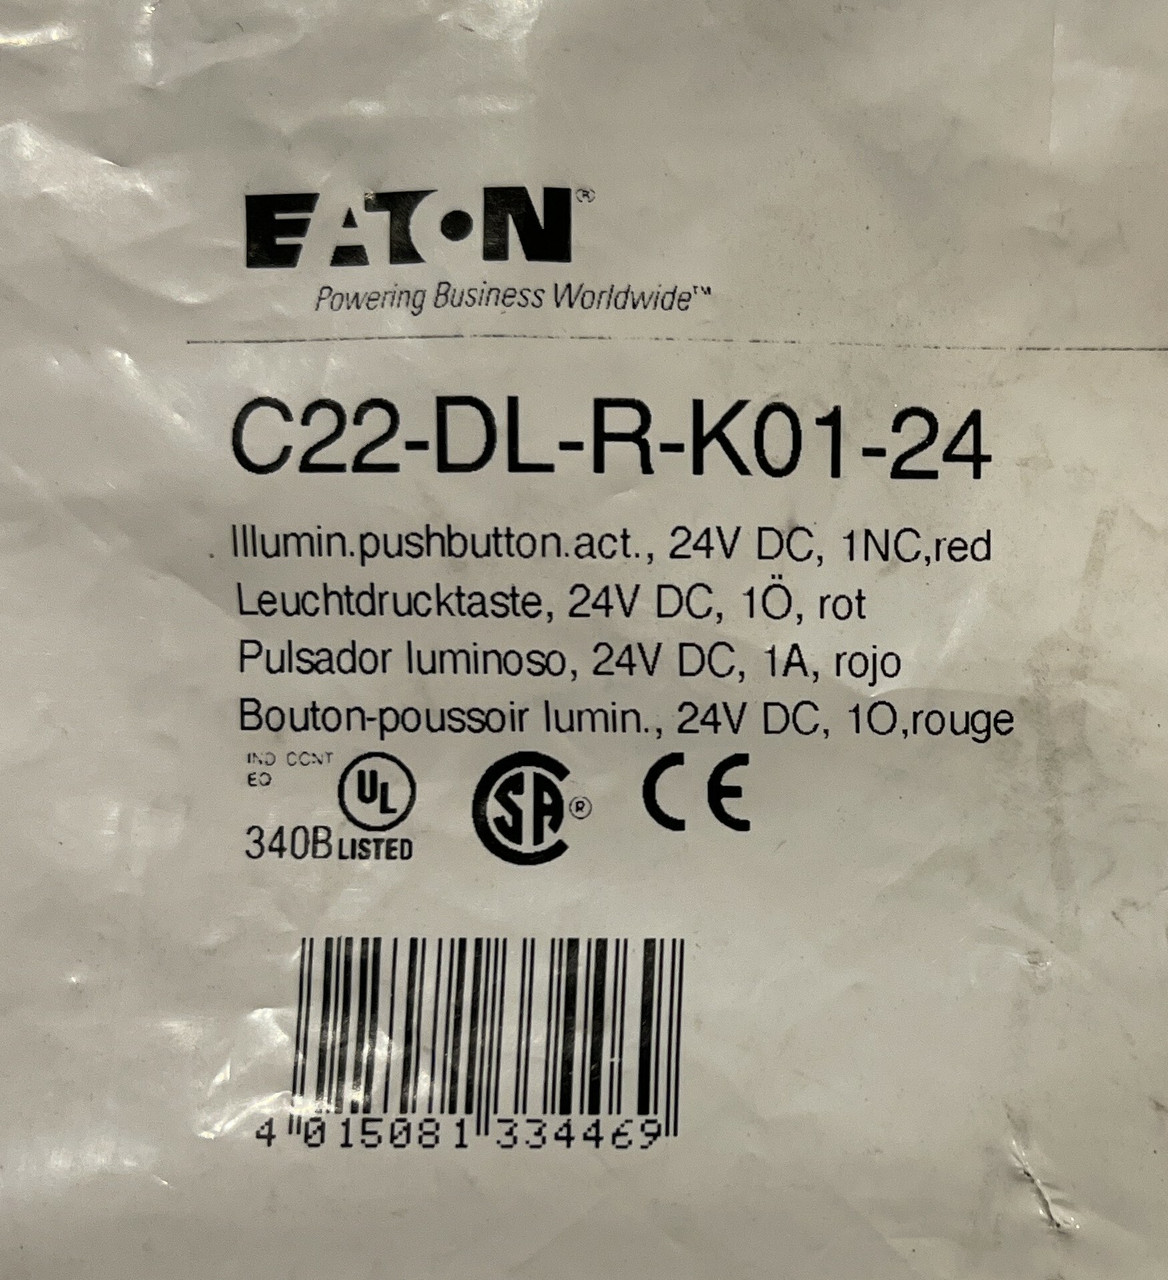 EATON®
Powering Business Worldwide™
C22-DL-R-K01-24
Illumin.pushbutton.act., 24V DC, 1NC,red
Leuchtdrucktaste, 24V DC, 1Ö, rot
Pulsador luminoso, 24V DC, 1A, rojo
Bouton-poussoir lumin., 24V DC, 1O,rouge
IND CONT
EQ
UL
340B LISTED
SA®
CE
4 015081 334469